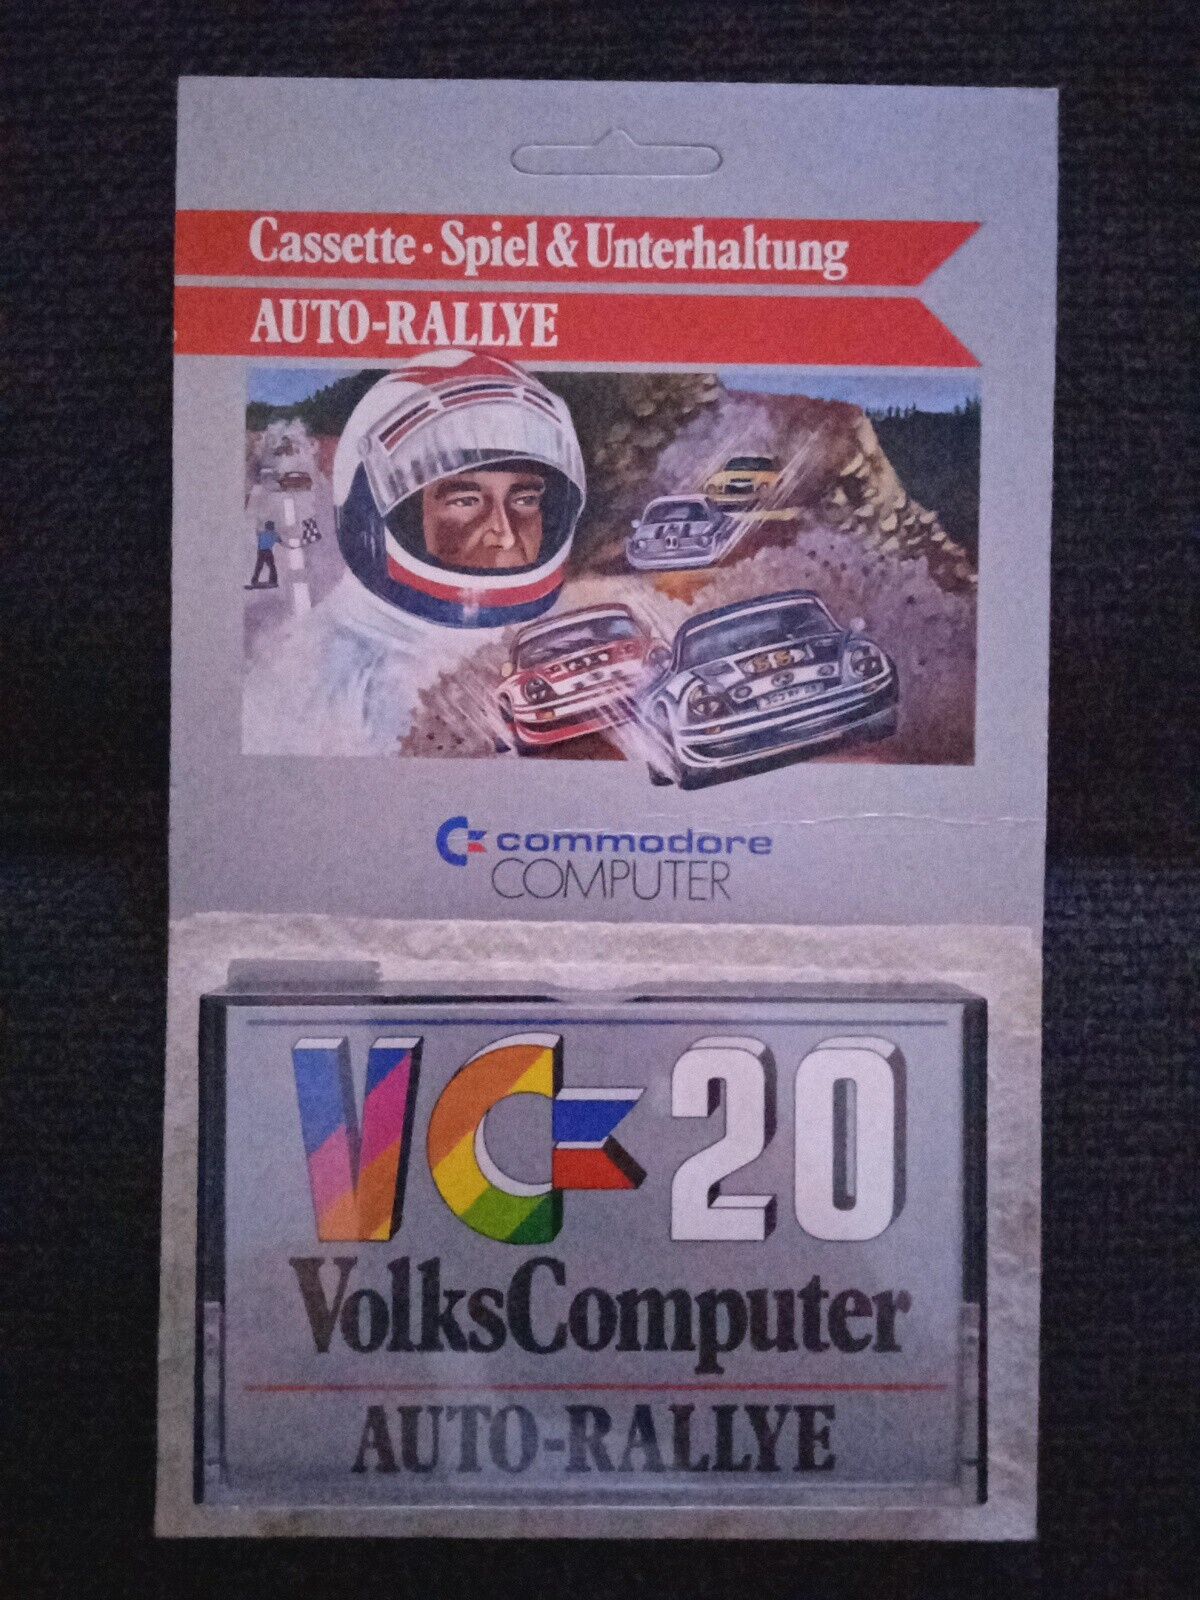 Cassette · Spiel & Unterhaltung
AUTO-RALLYE
commodore
COMPUTER
VC 20
VolksComputer
AUTO-RALLYE